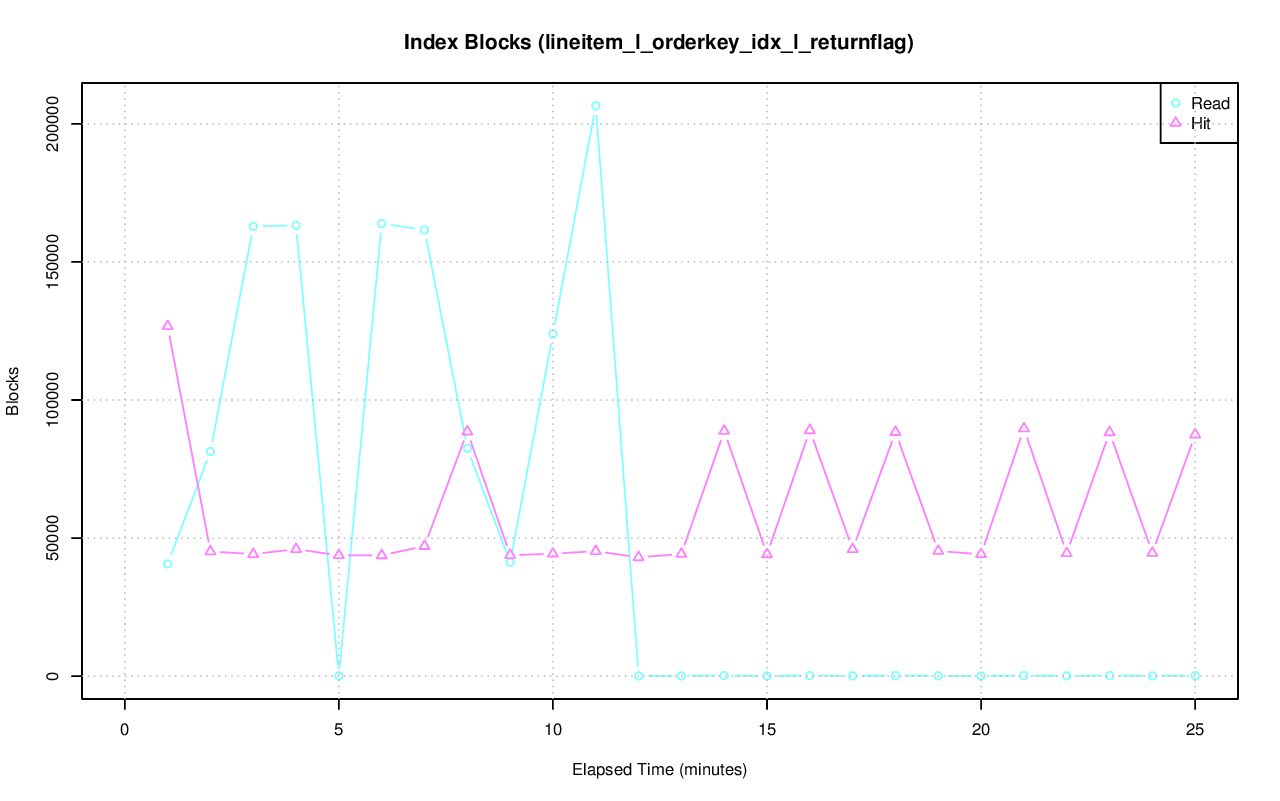 Index Blocks (lineitem_l_orderkey_idx_l_returnflag)
Read
Hit
200000
150000
100000
50000
0
Blocks
0 5 10 15 20 25
Elapsed Time (minutes)